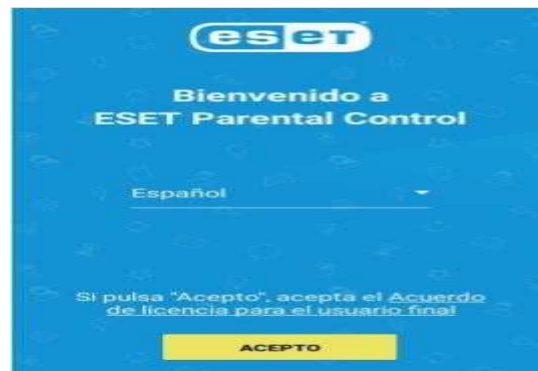 eseT
Bienvenido a
ESET Parental Control
Español
Si pulsa "Acepto", acepta el Acuerdo
de licencia para el usuario final
ACEPTO